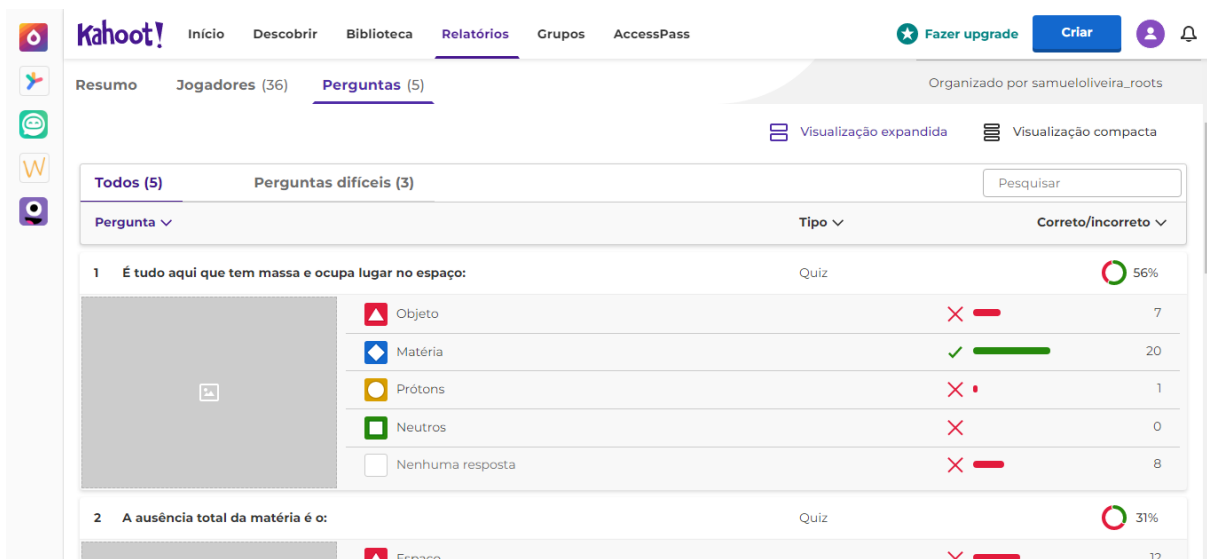 Kahoot! Início Descobrir Biblioteca Relatórios Grupos AccessPass Fazer upgrade Criar
Resumo Jogadores (36) Perguntas (5) Organizado por samueloliveira_roots
Visualização expandida Visualização compacta
Todos (5) Perguntas difíceis (3) Pesquisar
Pergunta Tipo Correto/incorreto
1 É tudo aqui que tem massa e ocupa lugar no espaço: Quiz 56%
Objeto 7
Matéria 20
Prótons 1
Neutros 0
Nenhuma resposta 8
2 A ausência total da matéria é o: Quiz 31%
Espaço 12